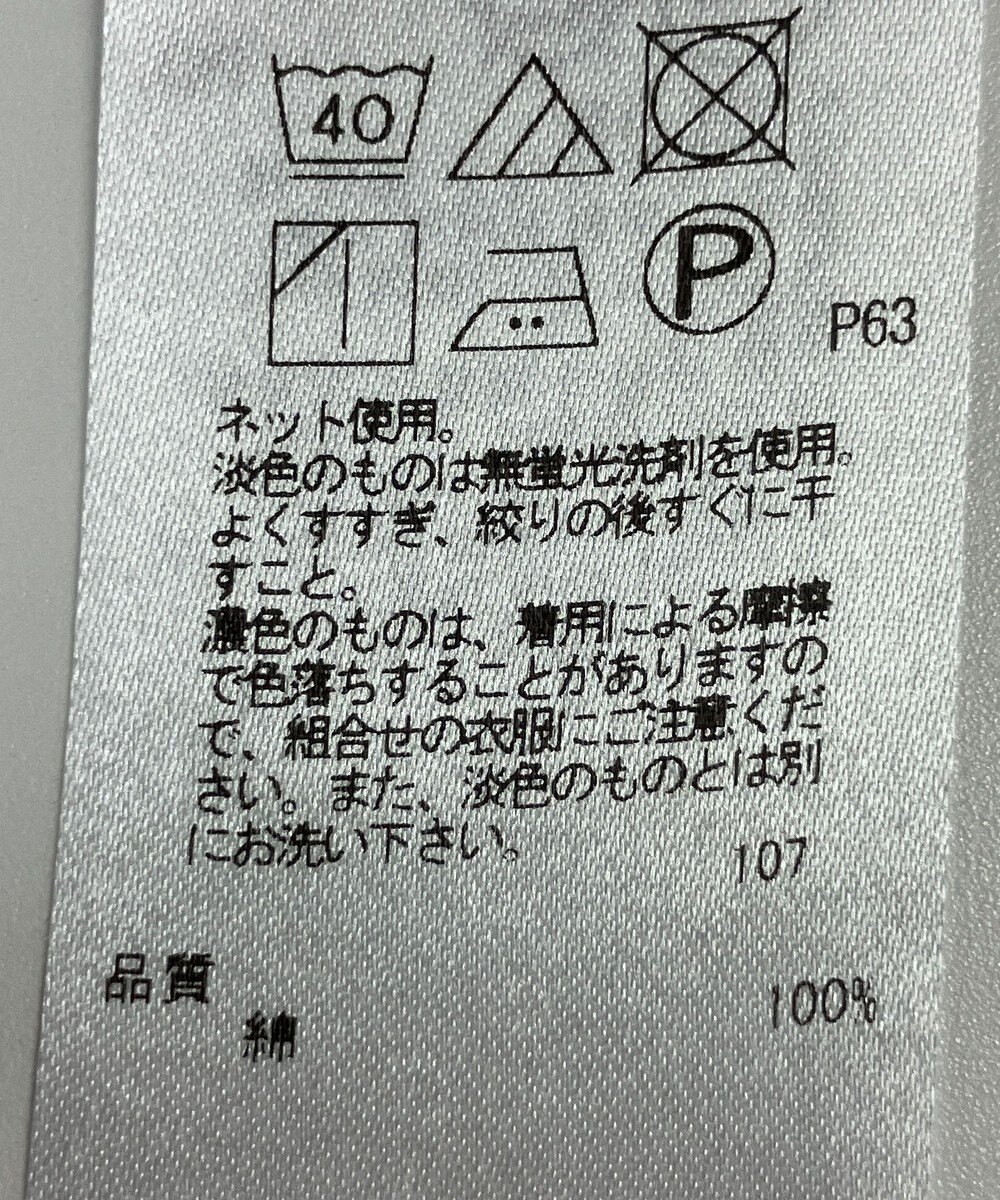 40
P
P63
ネット使用。
淡色のものは無蛍光洗剤を使用。
よくすすぎ、絞りの後すぐに干
すこと。
濃色のものは、着用による摩擦
で色落ちすることがありますの
で、組合せの衣服にご注意くだ
さい。また、淡色のものとは別
にお洗い下さい。
107
品質
綿 100%